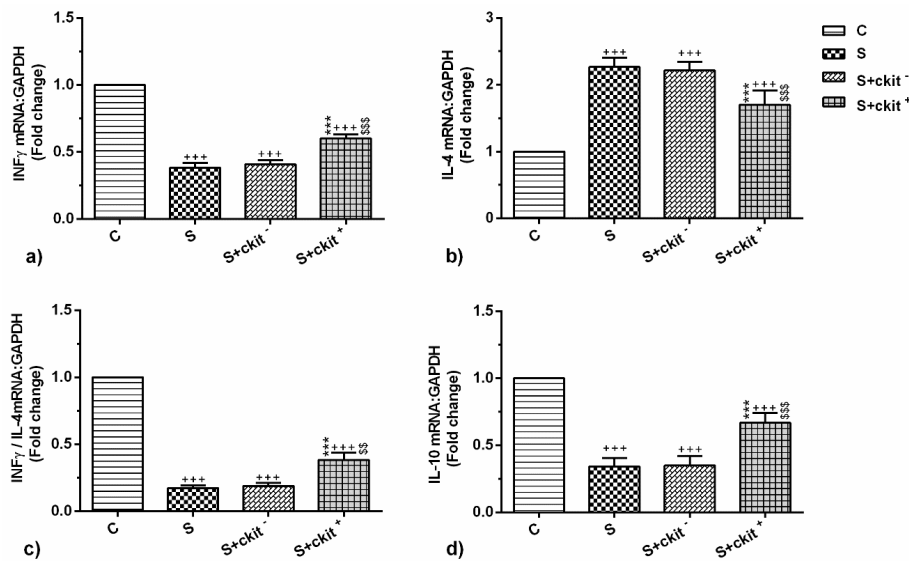 a)
INFγ mRNA:GAPDH
(Fold change)
1.5
1.0
0.5
0.0
+++
+++
***
+++
$$$
C
S
S+ckit -
S+ckit +
b)
IL-4 mRNA:GAPDH
(Fold change)
3
2
1
0
+++
+++
***
+++
$$$
C
S
S+ckit -
S+ckit +
C
S
S+ckit -
S+ckit +
c)
INFγ / IL-4mRNA:GAPDH
(Fold change)
1.5
1.0
0.5
0.0
+++
+++
***
+++
$$
C
S
S+ckit -
S+ckit +
d)
IL-10 mRNA:GAPDH
(Fold change)
1.5
1.0
0.5
0.0
+++
+++
***
+++
$$$
C
S
S+ckit -
S+ckit +